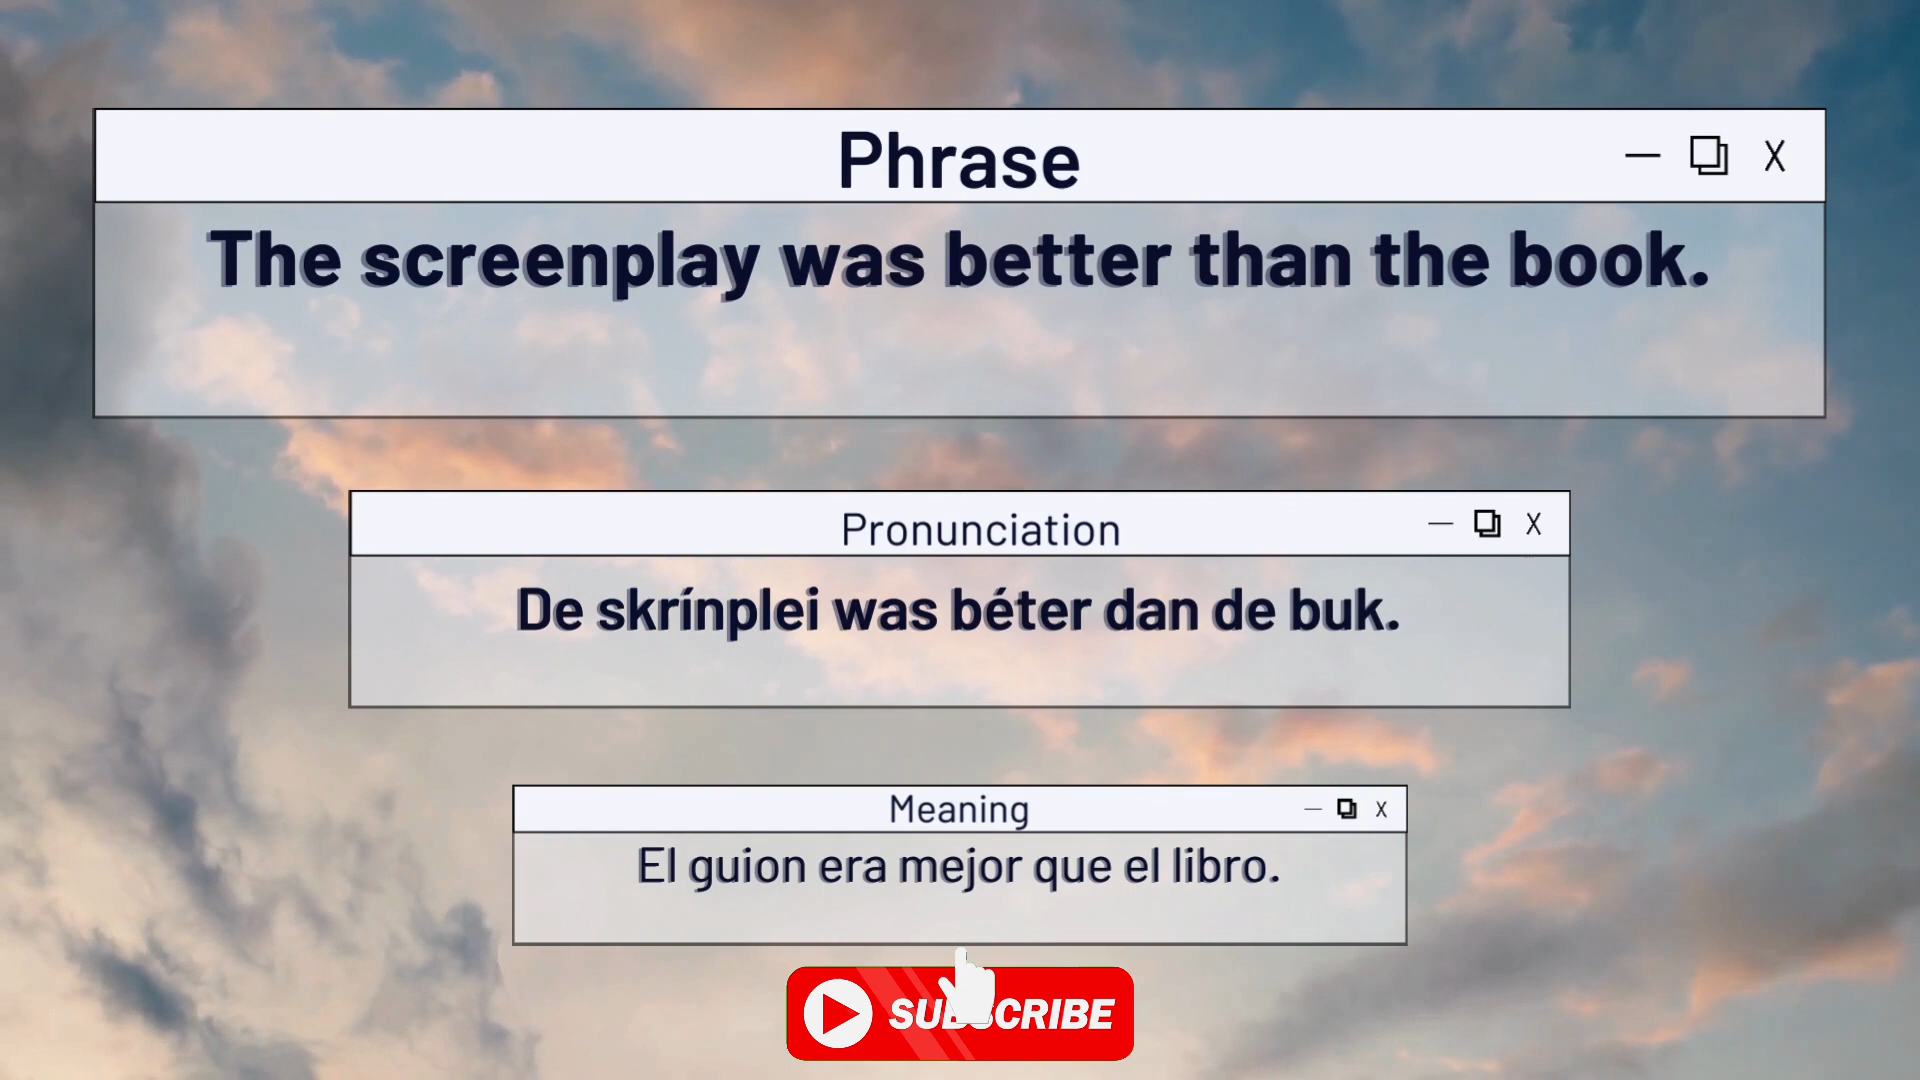 Phrase
The screenplay was better than the book.
Pronunciation
De skrínplei was béter dan de buk.
Meaning
El guion era mejor que el libro.
SUBSCRIBE